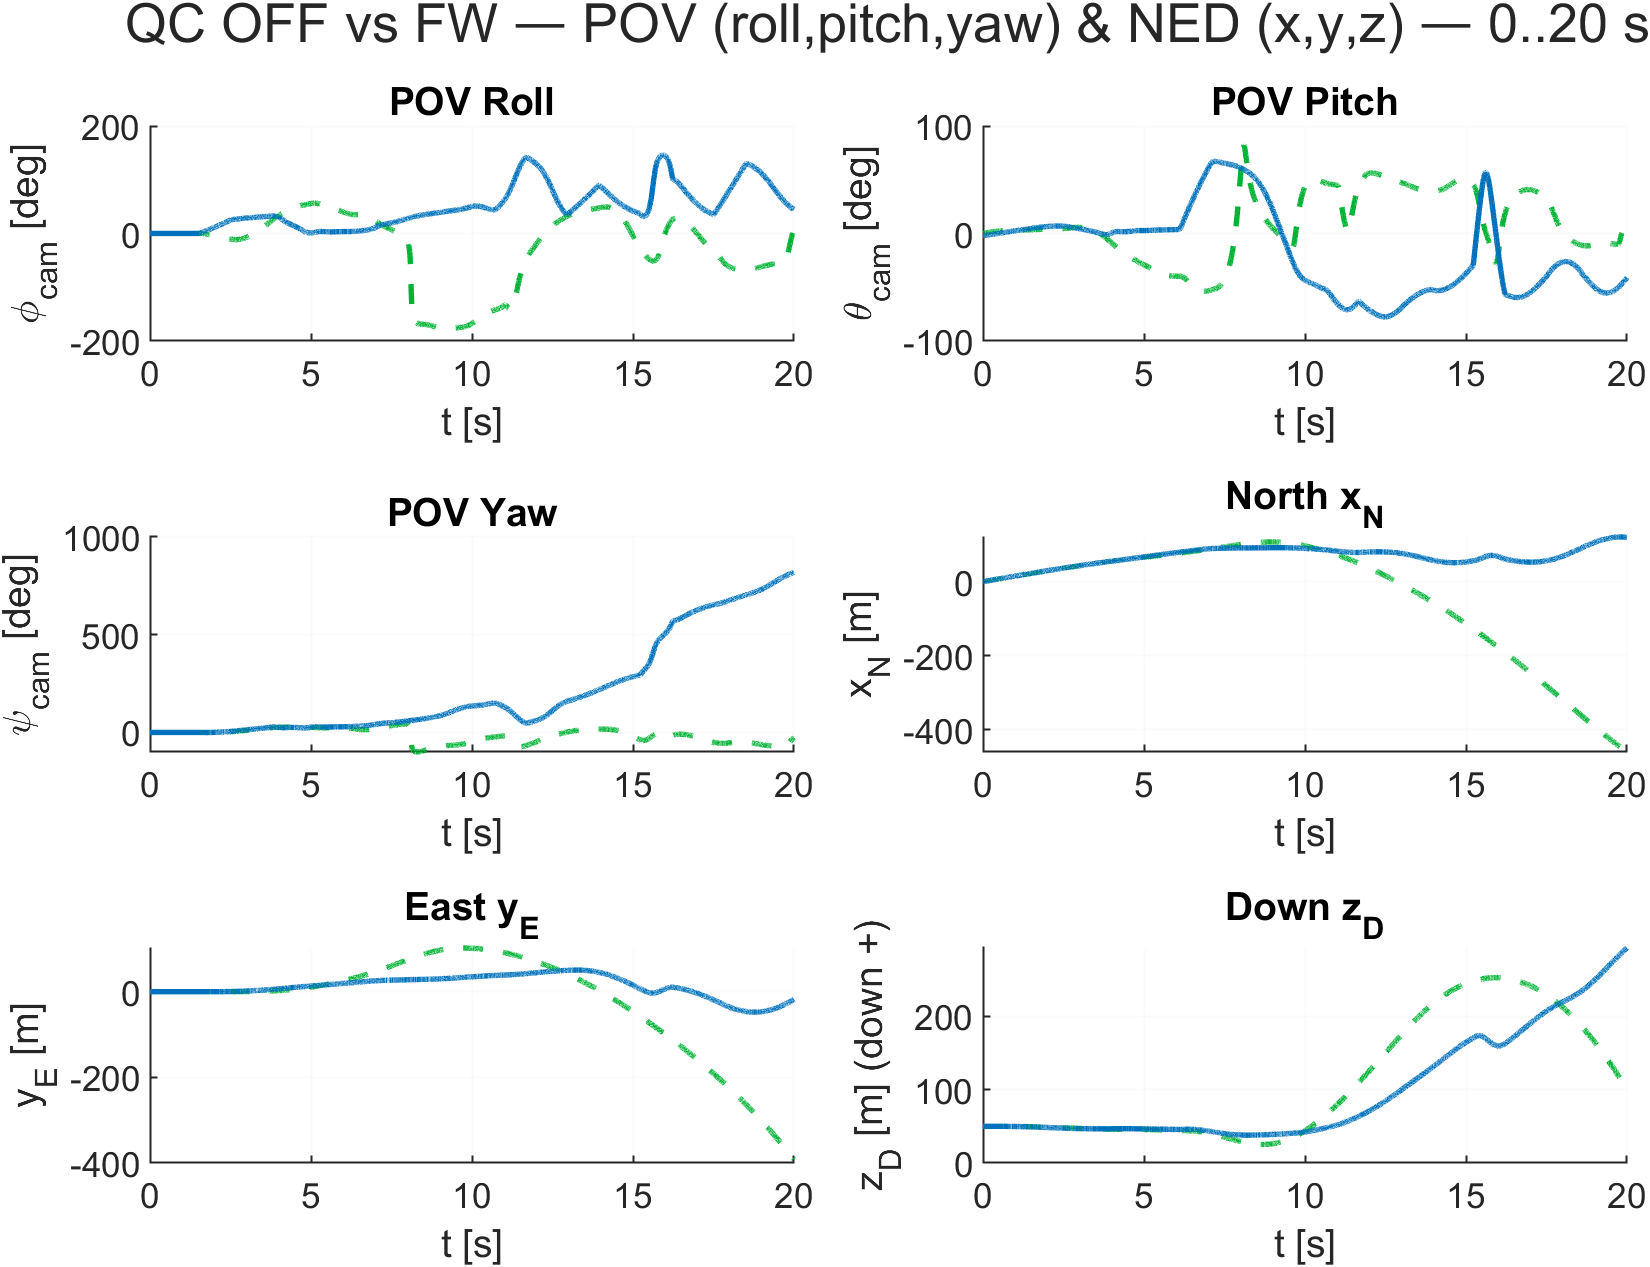 QC OFF vs FW — POV (roll,pitch,yaw) & NED (x,y,z) — 0..20 s
POV Roll
ϕcam [deg]
200
0
-200
0 5 10 15 20
t [s]
POV Pitch
θcam [deg]
100
0
-100
0 5 10 15 20
t [s]
POV Yaw
ψcam [deg]
1000
500
0
0 5 10 15 20
t [s]
North xN
xN [m]
0
-200
-400
0 5 10 15 20
t [s]
East yE
yE [m]
0
-200
-400
0 5 10 15 20
t [s]
Down zD
zD [m] (down +)
200
100
0
0 5 10 15 20
t [s]